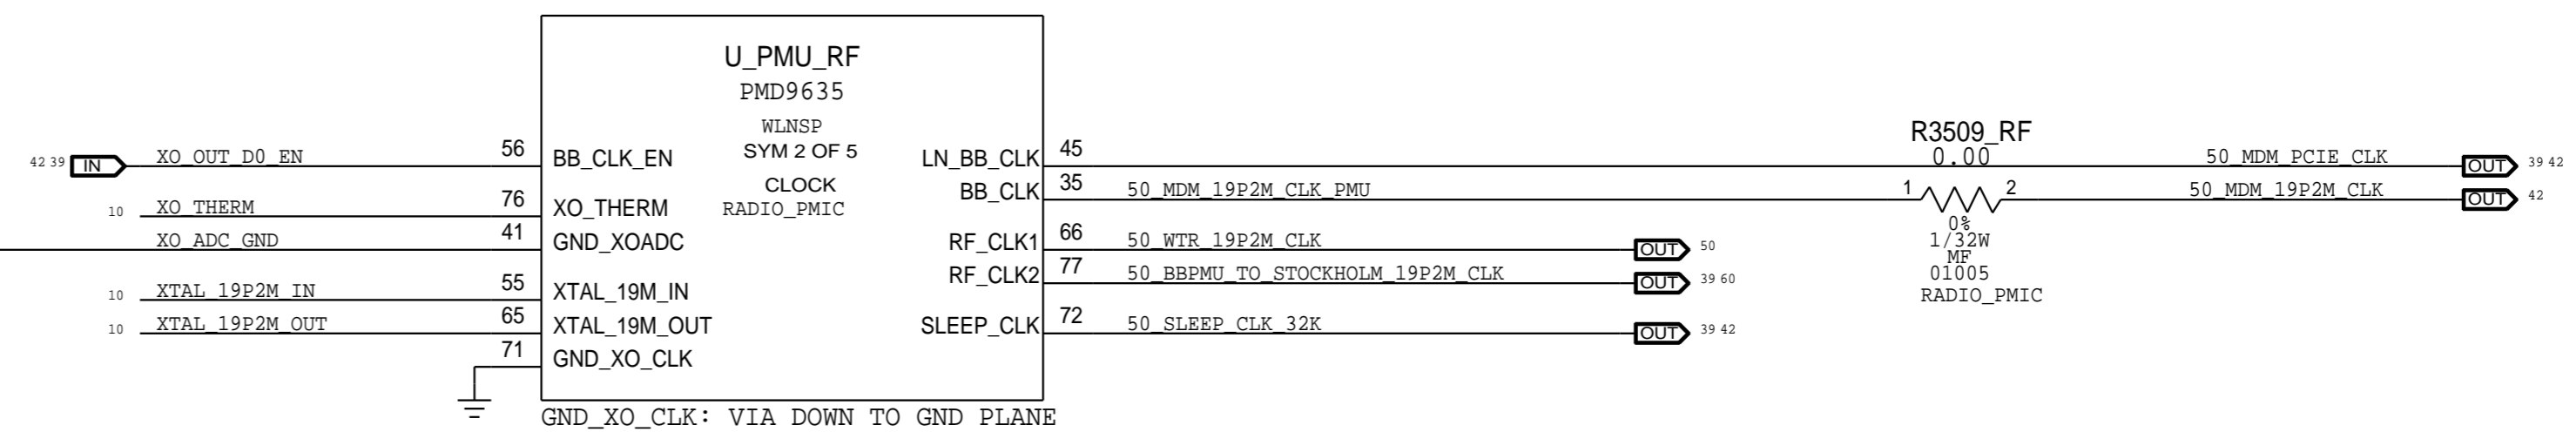 U_PMU_RF
PMD9635
WLNSP
SYM 2 OF 5
CLOCK
RADIO_PMIC
42 39 IN XO_OUT_D0_EN 56 BB_CLK_EN
10 XO_THERM 76 XO_THERM
XO_ADC_GND 41 GND_XOADC
10 XTAL_19P2M_IN 55 XTAL_19M_IN
10 XTAL_19P2M_OUT 65 XTAL_19M_OUT
71 GND_XO_CLK
LN_BB_CLK 45 50_MDM_PCIE_CLK OUT 39 42
BB_CLK 35 50_MDM_19P2M_CLK_PMU 1 2 50_MDM_19P2M_CLK OUT 42
RF_CLK1 66 50_WTR_19P2M_CLK OUT 50
RF_CLK2 77 50_BBPMU_TO_STOCKHOLM_19P2M_CLK OUT 39 60
SLEEP_CLK 72 50_SLEEP_CLK_32K OUT 39 42
R3509_RF
0.00
0%
1/32W
MF
01005
RADIO_PMIC
GND_XO_CLK: VIA DOWN TO GND PLANE